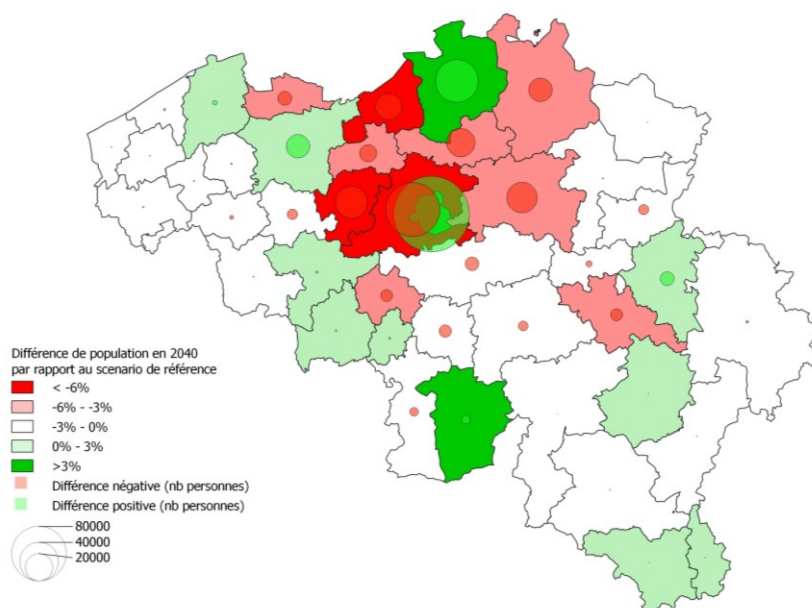 Différence de population en 2040
par rapport au scenario de référence
< -6%
-6% - -3%
-3% - 0%
0% - 3%
>3%
Différence négative (nb personnes)
Différence positive (nb personnes)
80000
40000
20000